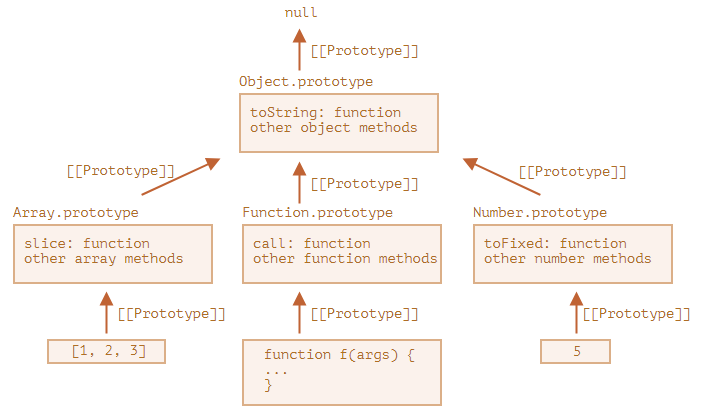 null
[[Prototype]]
Object.prototype
toString: function
other object methods
[[Prototype]]
[[Prototype]]
[[Prototype]]
Array.prototype
slice: function
other array methods
Function.prototype
call: function
other function methods
Number.prototype
toFixed: function
other number methods
[[Prototype]]
[[Prototype]]
[[Prototype]]
[1, 2, 3]
function f(args) {
...
}
5